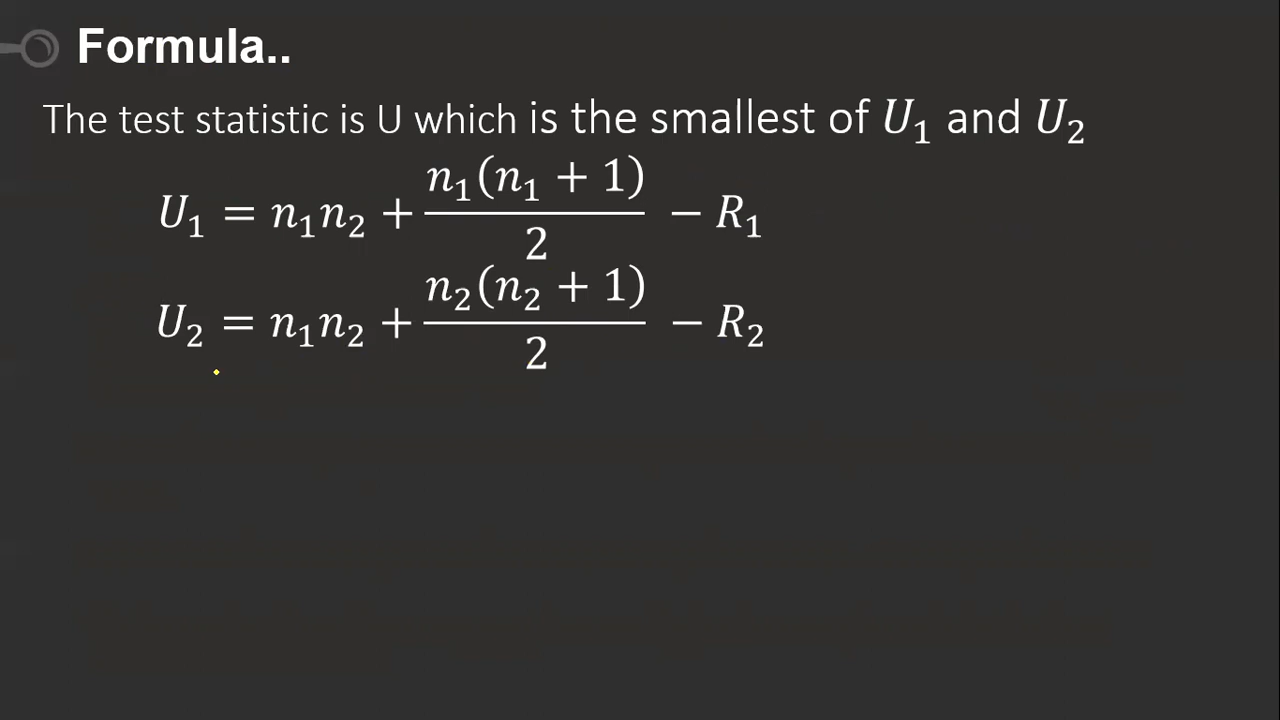 Formula..
The test statistic is U which is the smallest of U₁ and U₂
U₁ = n₁n₂ + n₁(n₁ + 1)/2 − R₁
U₂ = n₁n₂ + n₂(n₂ + 1)/2 − R₂